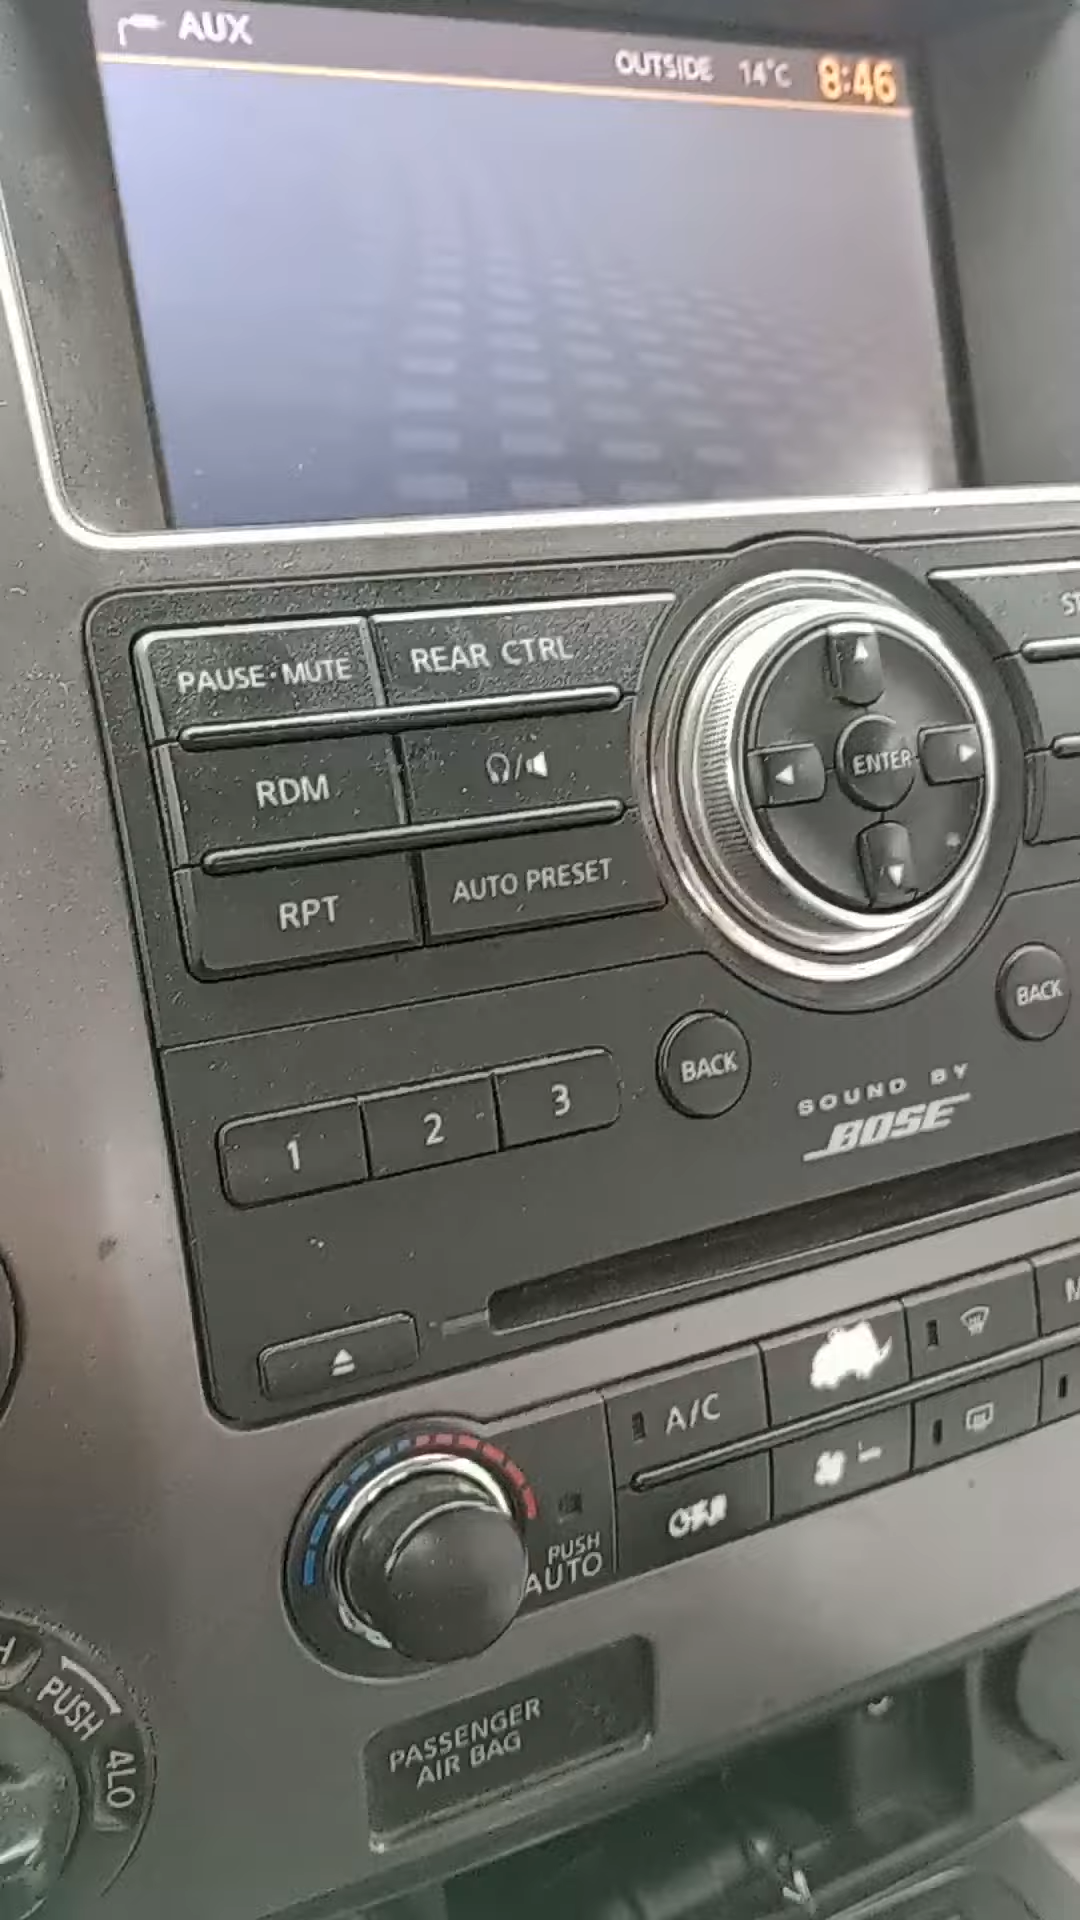 AUX
OUTSIDE 14°C 8:46
PAUSE·MUTE REAR CTRL
ST
RDM
ENTER
RPT AUTO PRESET
BACK
BACK
1 2 3
SOUND BY
BOSE
M
A/C
PUSH
AUTO
PASSENGER
AIR BAG
H
PUSH
4LO